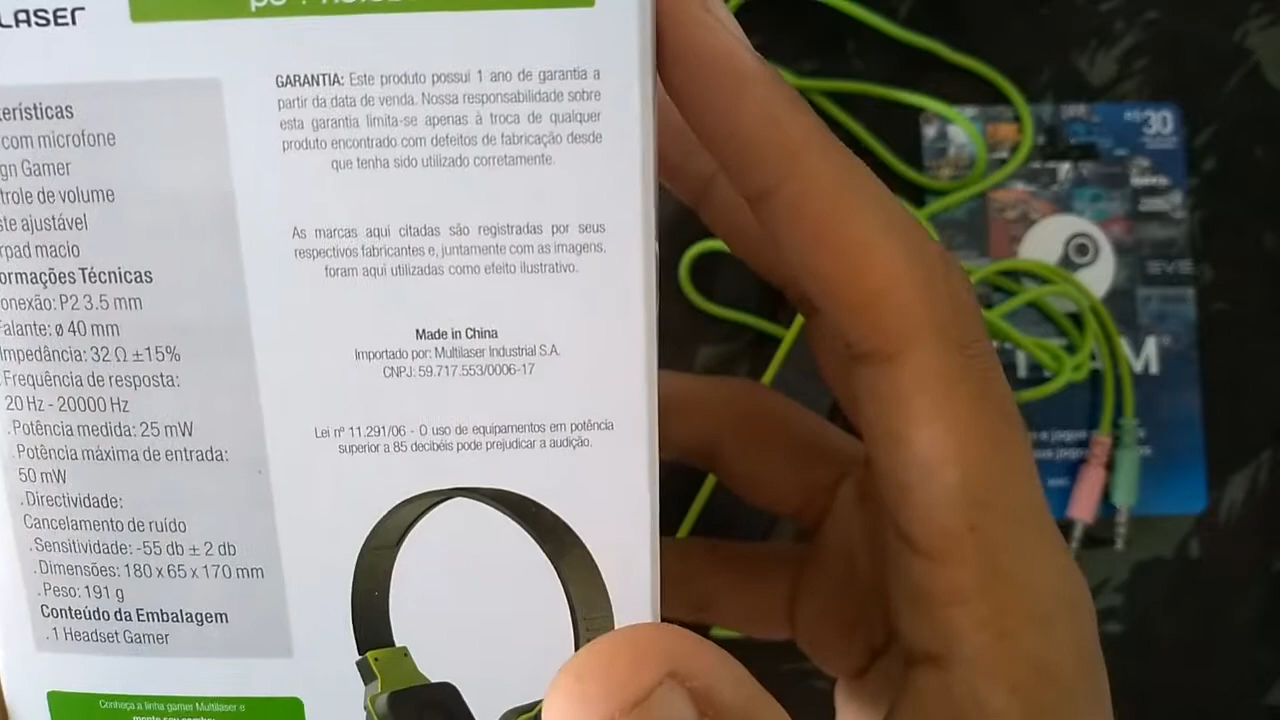 LASER
GARANTIA: Este produto possui 1 ano de garantia a
partir da data de venda. Nossa responsabilidade sobre
esta garantia limita-se apenas à troca de qualquer
produto encontrado com defeitos de fabricação desde
que tenha sido utilizado corretamente.
As marcas aqui citadas são registradas por seus
respectivos fabricantes e, juntamente com as imagens,
foram aqui utilizadas como efeito ilustrativo.
Made in China
Importado por: Multilaser Industrial S.A.
CNPJ: 59.717.553/0006-17
Lei nº 11.291/06 - O uso de equipamentos em potência
superior a 85 decibéis pode prejudicar a audição.
erísticas
com microfone
gn Gamer
trole de volume
ste ajustável
rpad macio
ormações Técnicas
onexão: P2 3.5 mm
Falante: ø 40 mm
Impedância: 32 Ω ±15%
Frequência de resposta:
20 Hz - 20000 Hz
.Potência medida: 25 mW
.Potência máxima de entrada:
50 mW
.Directividade:
Cancelamento de ruído
.Sensitividade: -55 db ± 2 db
.Dimensões: 180 x 65 x 170 mm
.Peso: 191 g
Conteúdo da Embalagem
.1 Headset Gamer
Conheça a linha gamer Multilaser e
R$ 30
EVE